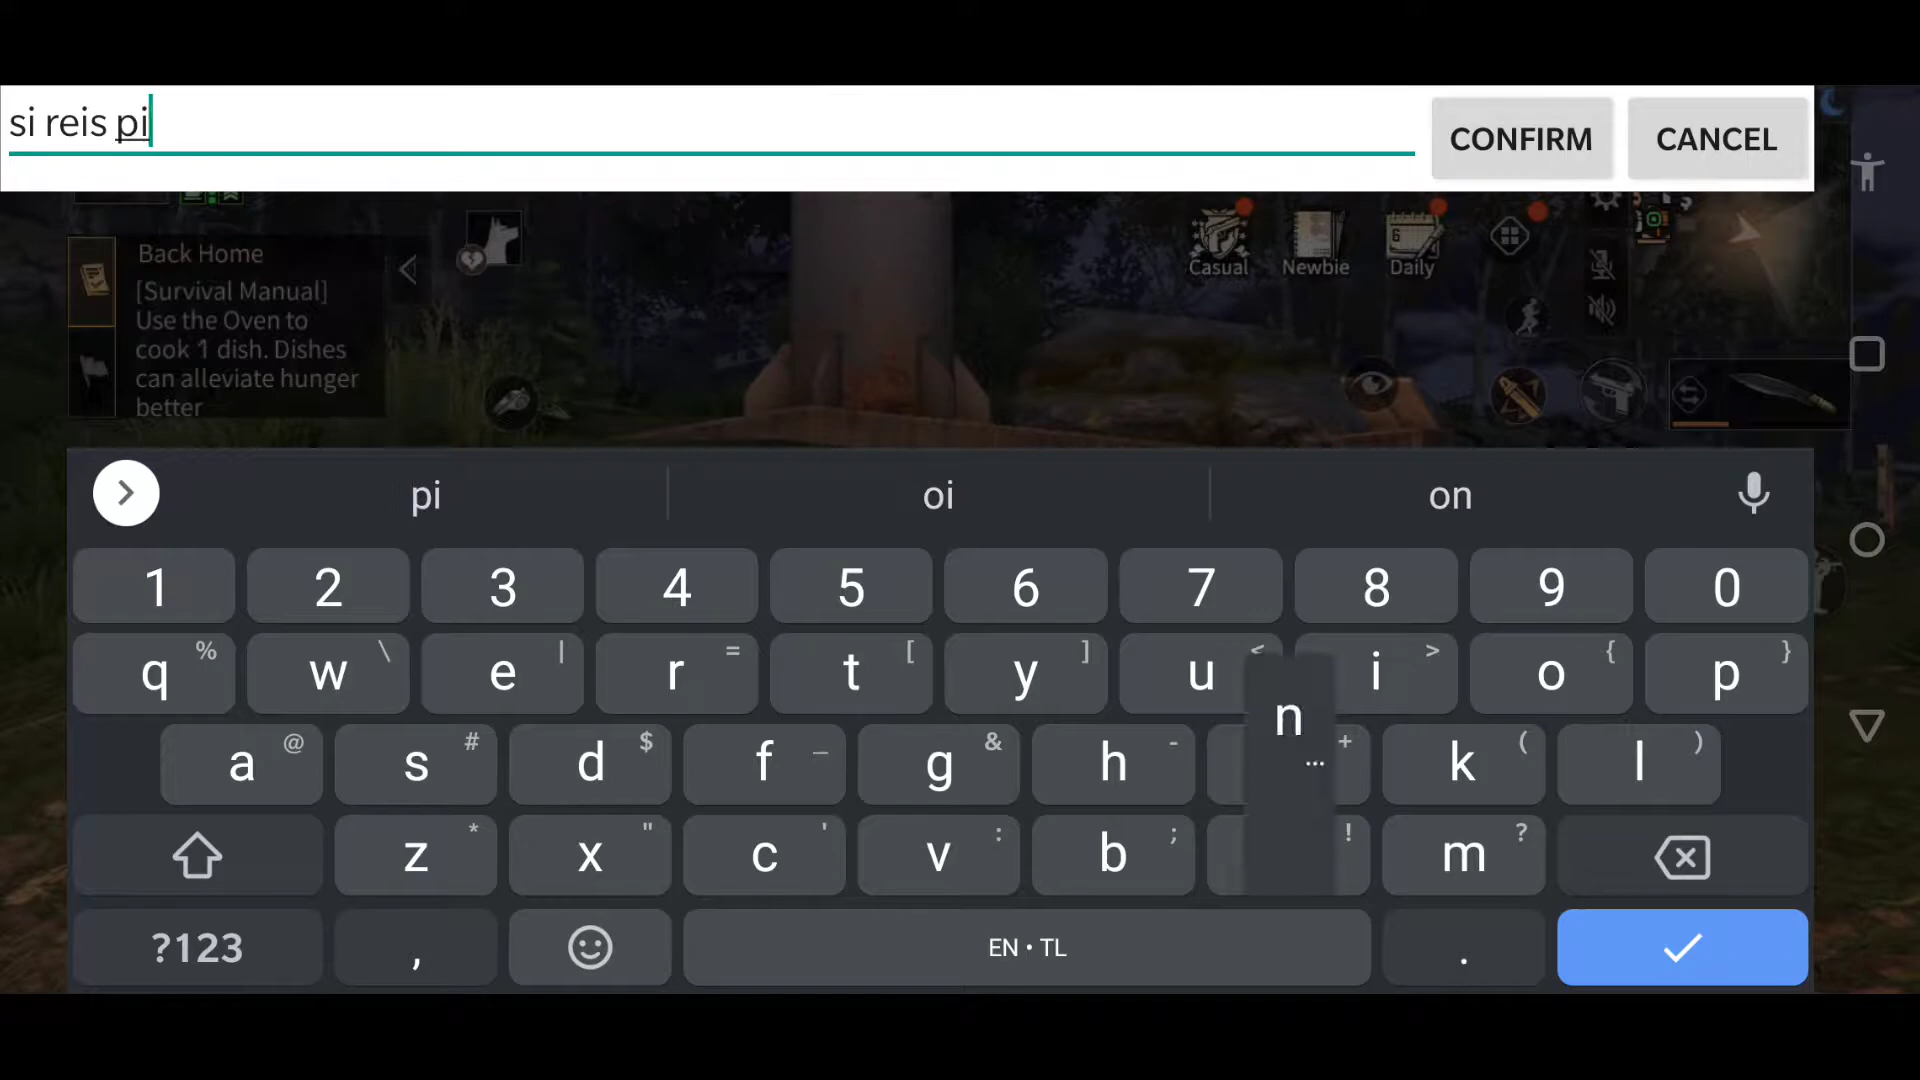 si reis pi
CONFIRM
CANCEL
Back Home
[Survival Manual]
Use the Oven to
cook 1 dish. Dishes
can alleviate hunger
better
Casual
Newbie
6
Daily
pi
oi
on
1 2 3 4 5 6 7 8 9 0
q % w \ e | r = t [ y ] u < i > o { p }
a @ s # d $ f _ g & h - n ... + k ( l )
z * x " c ' v : b ; ! m ?
?123 , EN • TL .